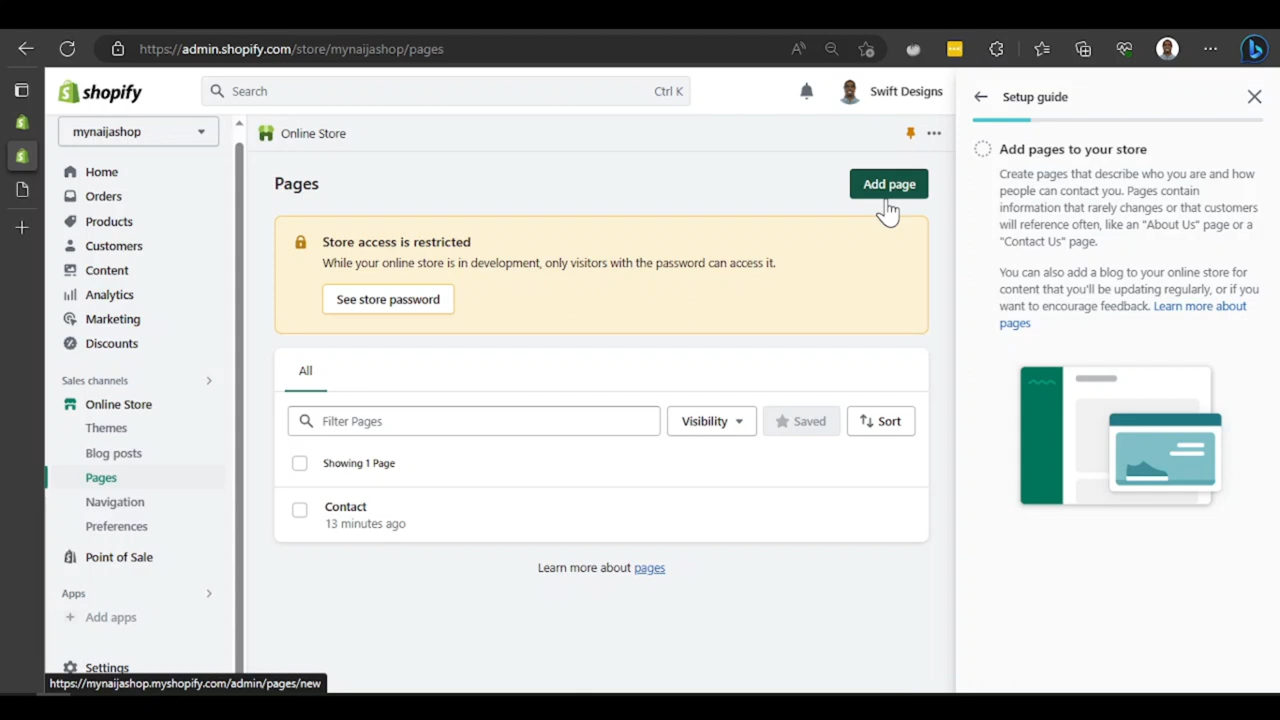 https://admin.shopify.com/store/mynaijashop/pages
shopify
Search
Ctrl K
Swift Designs
mynaijashop
Home
Orders
Products
Customers
Content
Analytics
Marketing
Discounts
Sales channels
Online Store
Themes
Blog posts
Pages
Navigation
Preferences
Point of Sale
Apps
Add apps
Settings
https://mynaijashop.myshopify.com/admin/pages/new
Online Store
Pages
Add page
Store access is restricted
While your online store is in development, only visitors with the password can access it.
See store password
All
Filter Pages
Visibility
Saved
Sort
Showing 1 Page
Contact
13 minutes ago
Learn more about pages
Setup guide
Add pages to your store
Create pages that describe who you are and how
people can contact you. Pages contain
information that rarely changes or that customers
will reference often, like an "About Us" page or a
"Contact Us" page.
You can also add a blog to your online store for
content that you'll be updating regularly, or if you
want to encourage feedback. Learn more about
pages